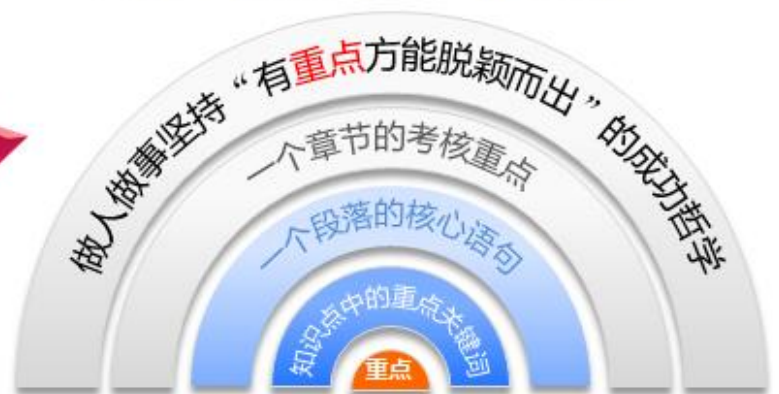 做人做事坚持“有重点方能脱颖而出”的成功哲学
一个章节的考核重点
一个段落的核心语句
知识点中的重点关键词
重点